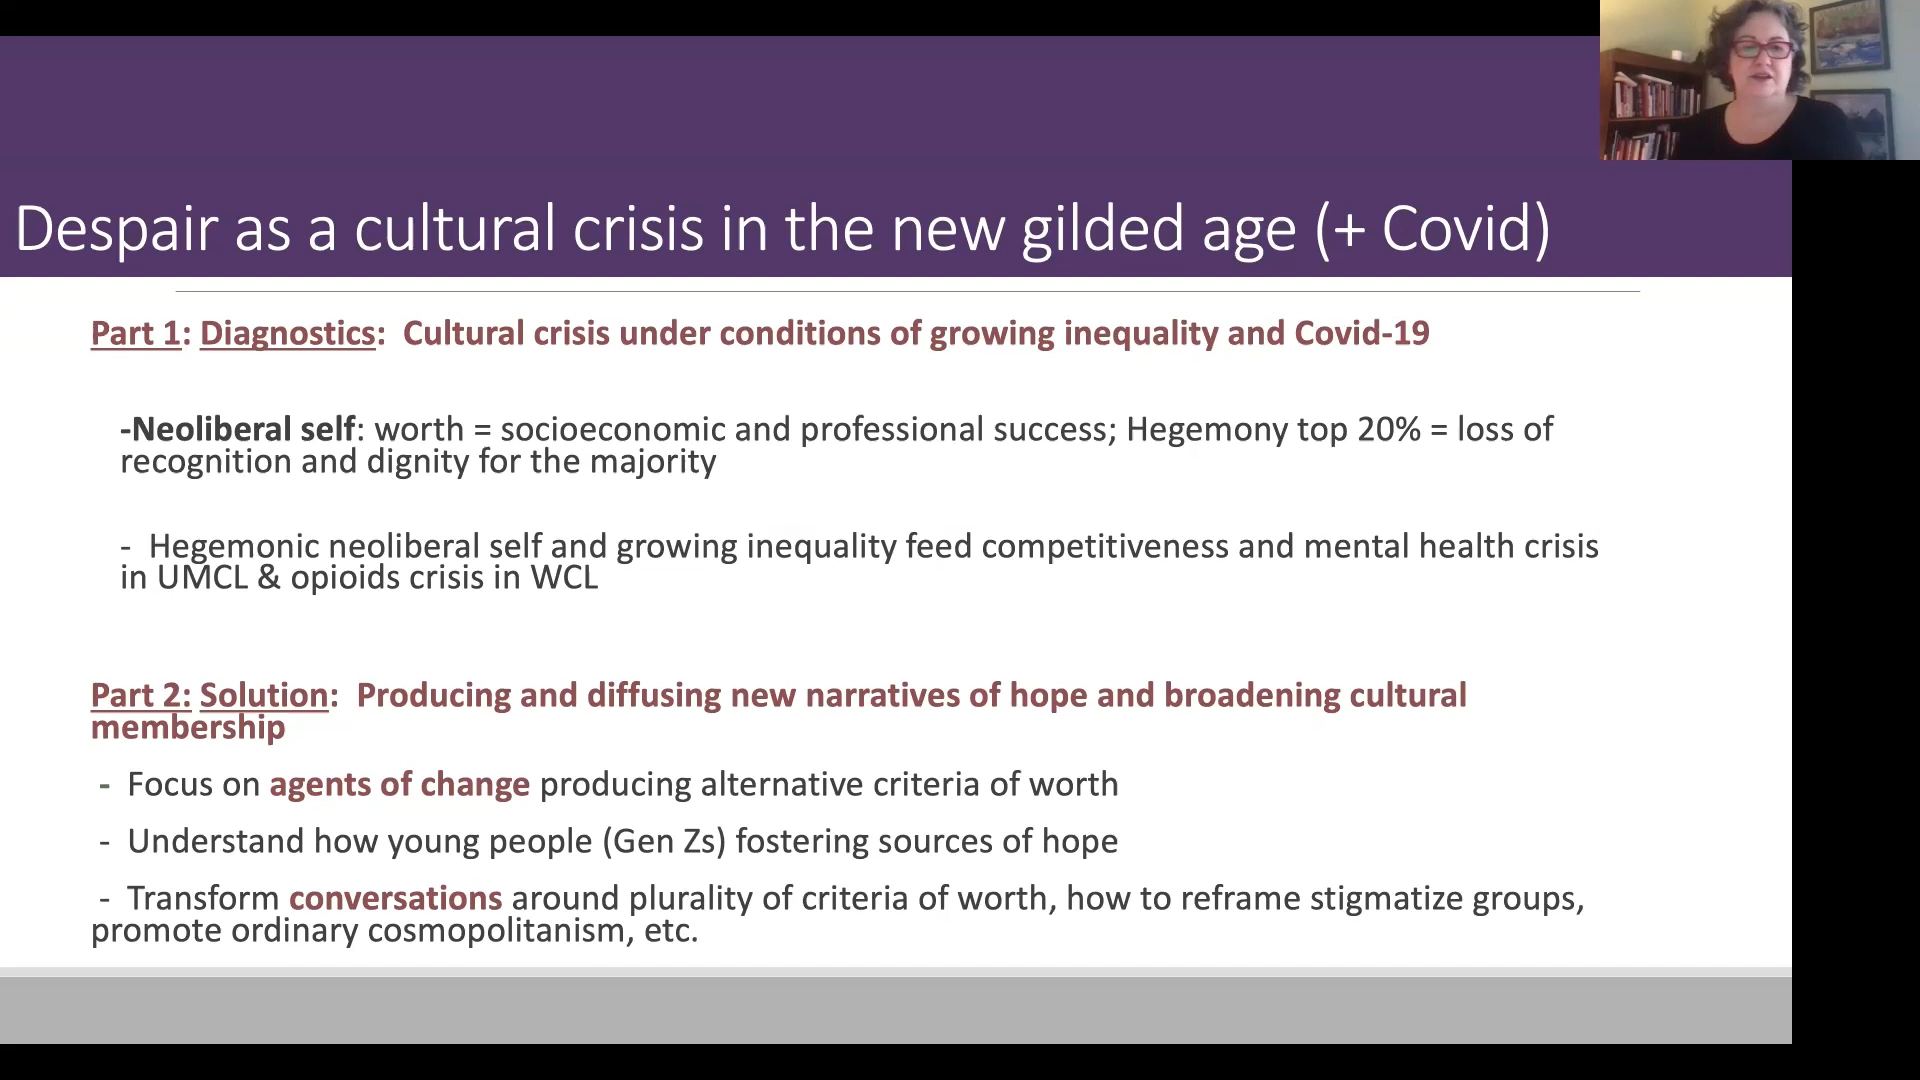 Despair as a cultural crisis in the new gilded age (+ Covid)
Part 1: Diagnostics:  Cultural crisis under conditions of growing inequality and Covid-19
-Neoliberal self: worth = socioeconomic and professional success; Hegemony top 20% = loss of
recognition and dignity for the majority
-  Hegemonic neoliberal self and growing inequality feed competitiveness and mental health crisis
in UMCL & opioids crisis in WCL
Part 2: Solution:  Producing and diffusing new narratives of hope and broadening cultural
membership
-  Focus on agents of change producing alternative criteria of worth
-  Understand how young people (Gen Zs) fostering sources of hope
-  Transform conversations around plurality of criteria of worth, how to reframe stigmatize groups,
promote ordinary cosmopolitanism, etc.